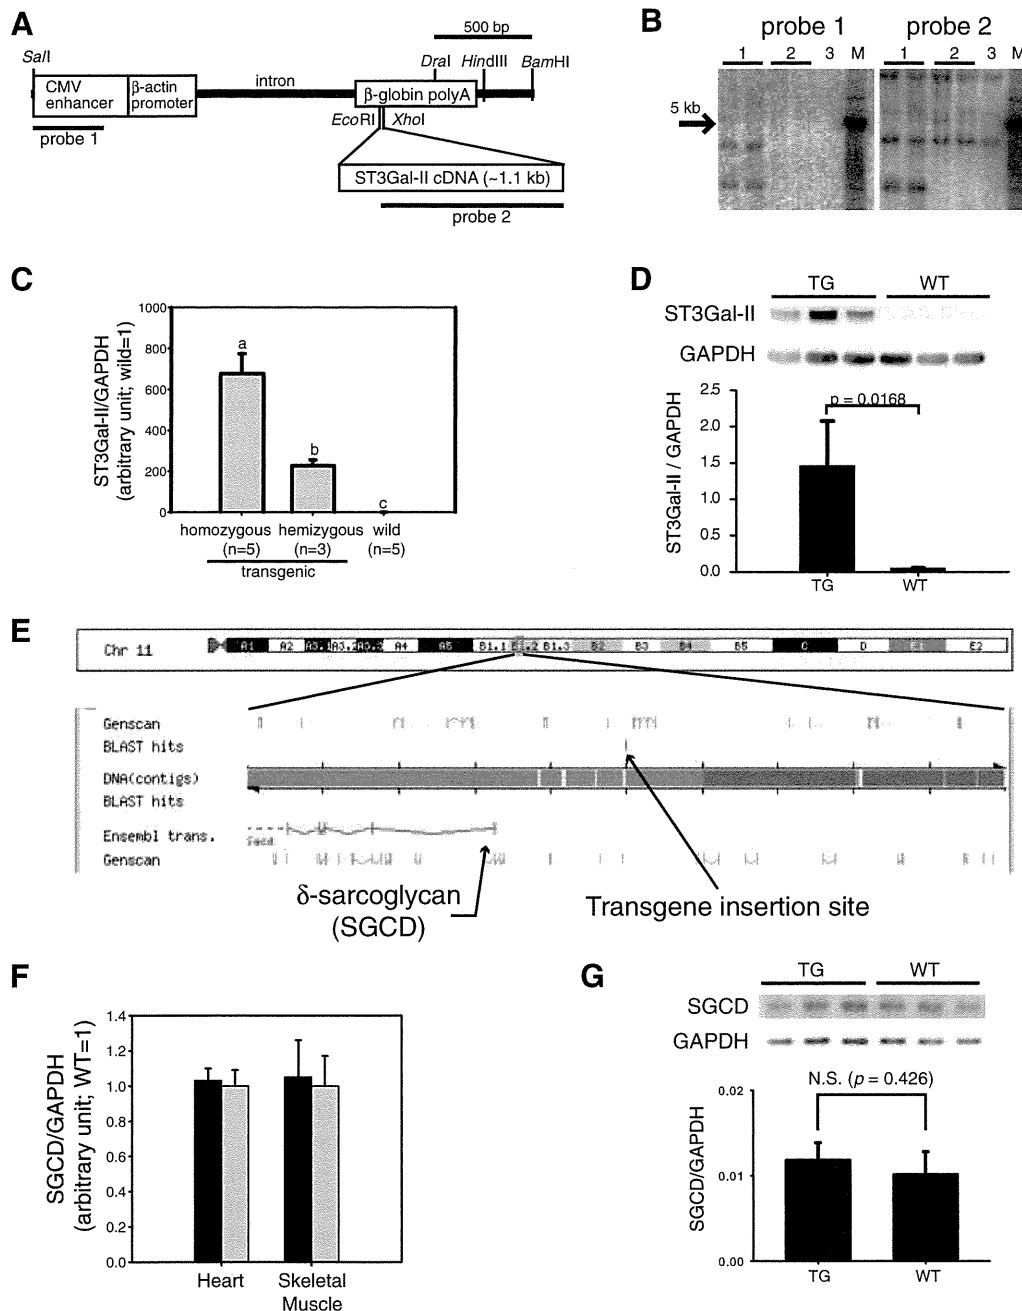 A
500 bp
SalI
DraI HindIII BamHI
CMV enhancer
β-actin promoter
intron
β-globin polyA
EcoRI XhoI
probe 1
ST3Gal-II cDNA (~1.1 kb)
probe 2
B
probe 1 probe 2
1 2 3 M 1 2 3 M
5 kb
C
ST3Gal-II/GAPDH
(arbitrary unit; wild=1)
1000
800
600
400
200
0
a
b
c
homozygous hemizygous wild
(n=5) (n=3) (n=5)
transgenic
D
TG WT
ST3Gal-II
GAPDH
ST3Gal-II / GAPDH
2.5
2.0
1.5
1.0
0.5
0.0
p = 0.0168
TG WT
E
Chr 11
A1 A2 A3.1 A3.2 A3.3 A4 A5 B1.1 B1.2 B1.3 B2 B3 B4 B5 C D E1 E2
Genscan
BLAST hits
DNA(contigs)
BLAST hits
Ensembl trans.
Genscan
δ-sarcoglycan
(SGCD)
Transgene insertion site
F
SGCD/GAPDH
(arbitrary unit; WT=1)
1.4
1.2
1.0
0.8
0.6
0.4
0.2
0.0
Heart Skeletal
Muscle
G
TG WT
SGCD
GAPDH
SGCD/GAPDH
0.02
0.01
0.00
N.S. (p = 0.426)
TG WT